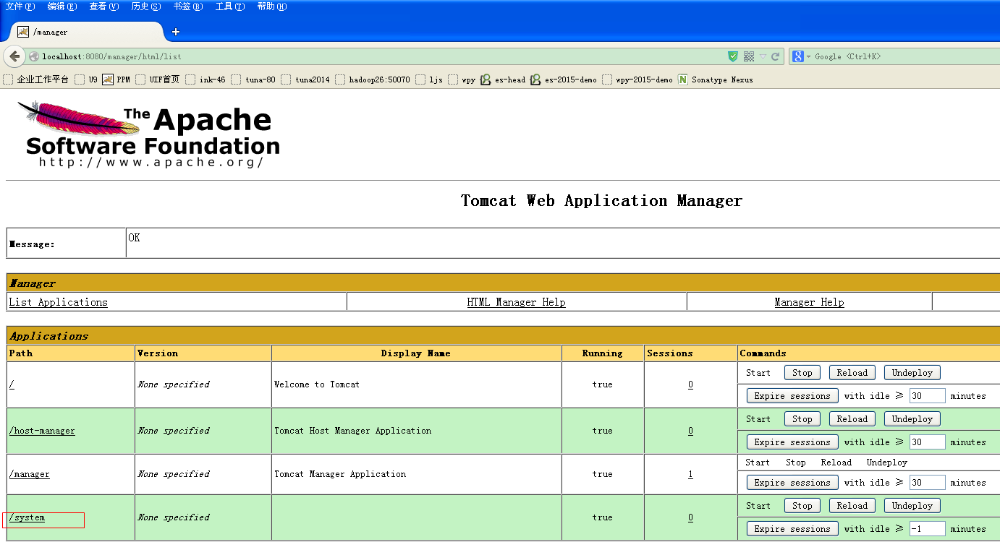 文件(F) 编辑(E) 查看(V) 历史(S) 书签(B) 工具(T) 帮助(H)
/manager +
localhost:8080/manager/html/list 8 Google <Ctrl+K>
企业工作平台 U9 PPM UIF首页 ink-46 tuna-80 tuna2014 hadoop26:50070 ljs wpy es-head es-2015-demo wpy-2015-demo N Sonatype Nexus
The Apache
Software Foundation
http://www.apache.org/
Tomcat Web Application Manager
Message: OK
Manager
List Applications HTML Manager Help Manager Help
Applications
Path Version Display Name Running Sessions Commands
/ None specified Welcome to Tomcat true 0 Start Stop Reload Undeploy
Expire sessions with idle ≥ 30 minutes
/host-manager None specified Tomcat Host Manager Application true 0 Start Stop Reload Undeploy
Expire sessions with idle ≥ 30 minutes
/manager None specified Tomcat Manager Application true 1 Start Stop Reload Undeploy
Expire sessions with idle ≥ 30 minutes
/system None specified true 0 Start Stop Reload Undeploy
Expire sessions with idle ≥ -1 minutes